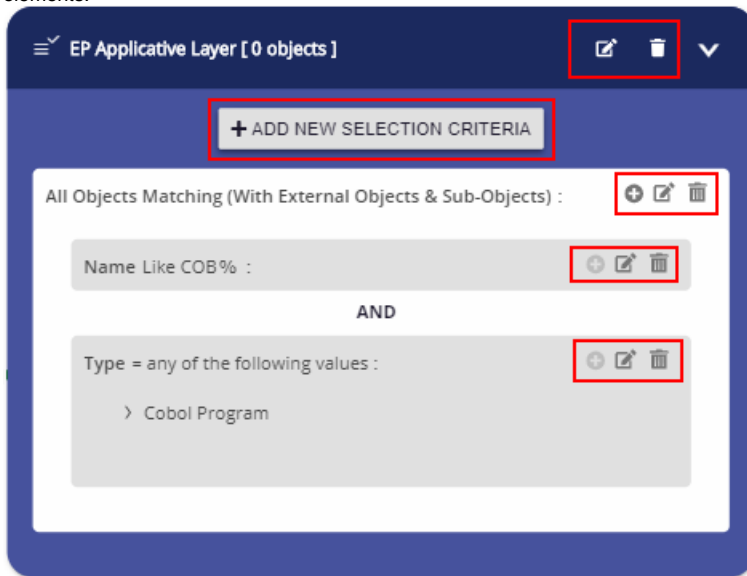 elements:
EP Applicative Layer [ 0 objects ]
+ ADD NEW SELECTION CRITERIA
All Objects Matching (With External Objects & Sub-Objects) :
Name Like COB% :
AND
Type = any of the following values :
> Cobol Program